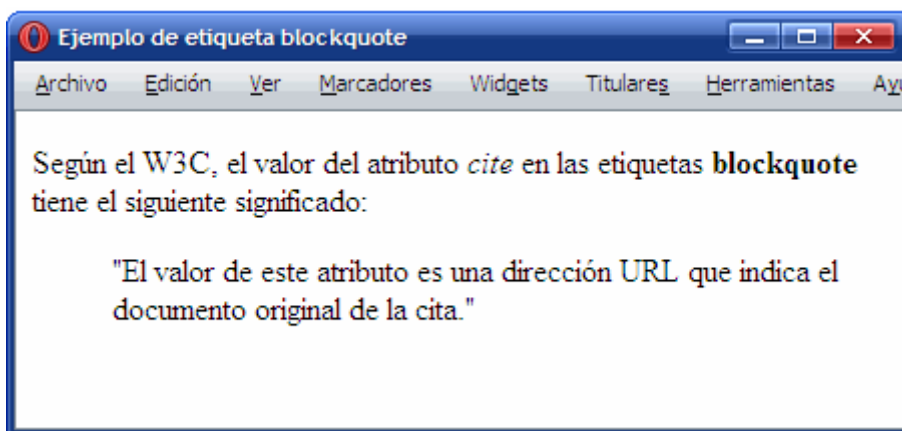 Ejemplo de etiqueta blockquote
Archivo Edición Ver Marcadores Widgets Titulares Herramientas Ayu
Según el W3C, el valor del atributo cite en las etiquetas blockquote
tiene el siguiente significado:
"El valor de este atributo es una dirección URL que indica el
documento original de la cita."